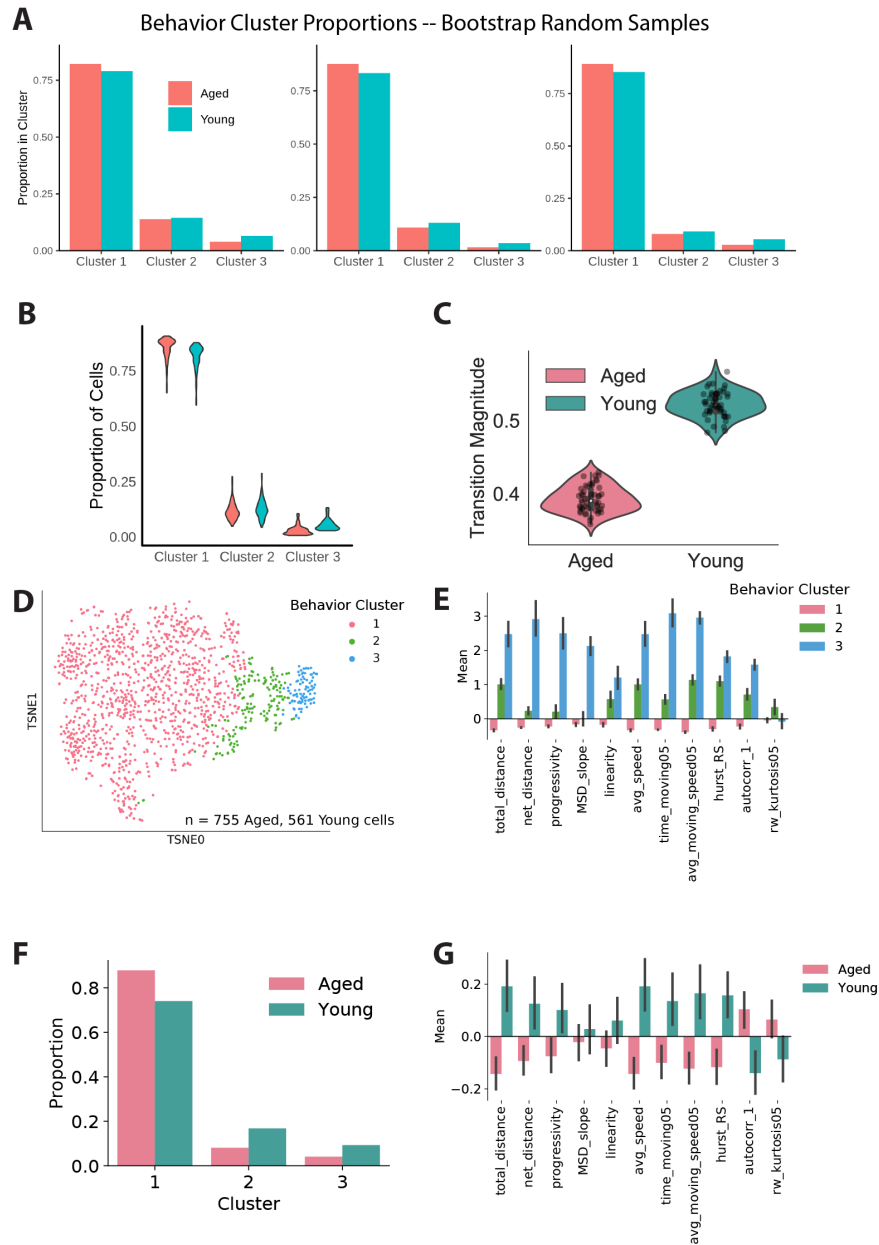 A
Behavior Cluster Proportions -- Bootstrap Random Samples
Proportion in Cluster
0.75
0.50
0.25
0.00
Aged
Young
Cluster 1
Cluster 2
Cluster 3
0.75
0.50
0.25
0.00
Cluster 1
Cluster 2
Cluster 3
0.75
0.50
0.25
0.00
Cluster 1
Cluster 2
Cluster 3
B
Proportion of Cells
0.75
0.50
0.25
0.00
Cluster 1
Cluster 2
Cluster 3
C
Transition Magnitude
0.5
0.4
Aged
Young
Aged
Young
D
TSNE1
Behavior Cluster
1
2
3
n = 755 Aged, 561 Young cells
TSNE0
E
Behavior Cluster
1
2
3
Mean
3
2
1
0
total_distance
net_distance
progressivity
MSD_slope
linearity
avg_speed
time_moving05
avg_moving_speed05
hurst_RS
autocorr_1
rw_kurtosis05
F
Proportion
0.8
0.6
0.4
0.2
0.0
Aged
Young
1
2
3
Cluster
G
Mean
0.2
0.0
−0.2
Aged
Young
total_distance
net_distance
progressivity
MSD_slope
linearity
avg_speed
time_moving05
avg_moving_speed05
hurst_RS
autocorr_1
rw_kurtosis05